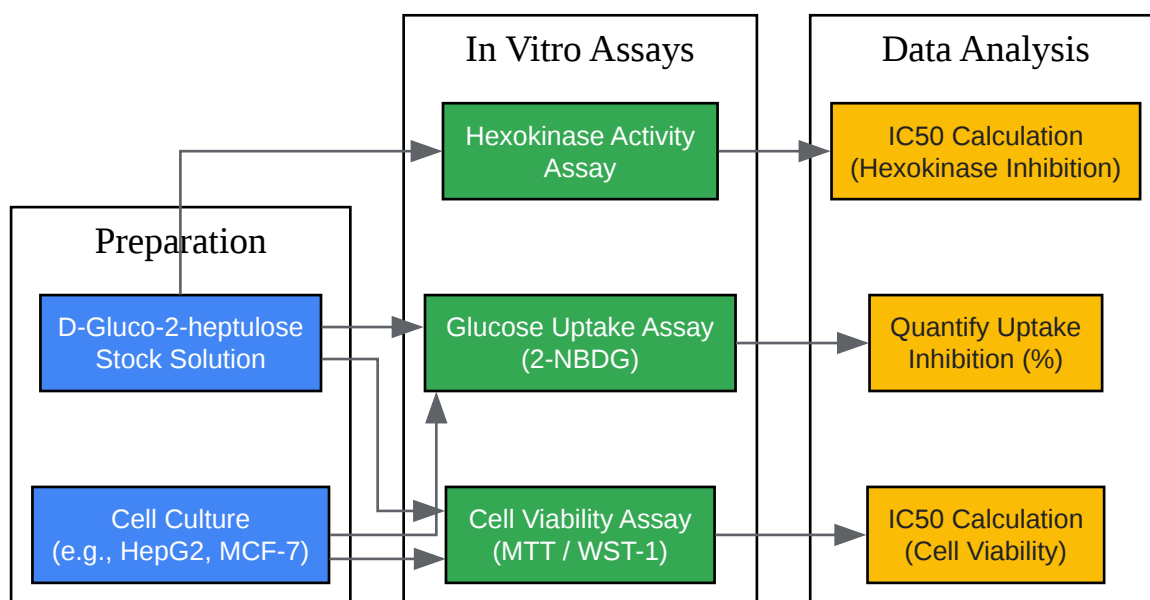 Preparation
D-Gluco-2-heptulose
Stock Solution
Cell Culture
(e.g., HepG2, MCF-7)
In Vitro Assays
Hexokinase Activity
Assay
Glucose Uptake Assay
(2-NBDG)
Cell Viability Assay
(MTT / WST-1)
Data Analysis
IC50 Calculation
(Hexokinase Inhibition)
Quantify Uptake
Inhibition (%)
IC50 Calculation
(Cell Viability)